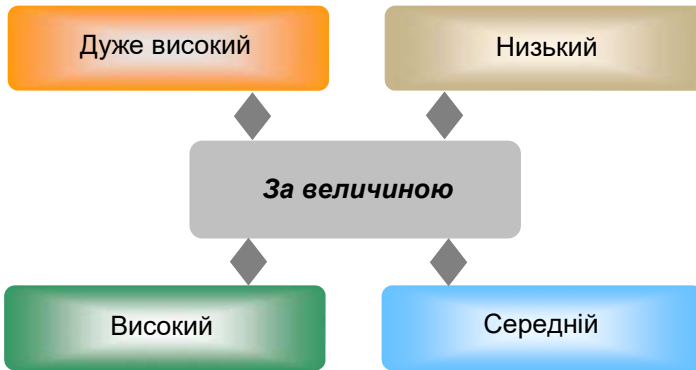 Дуже високий
Низький
За величиною
Високий
Середній